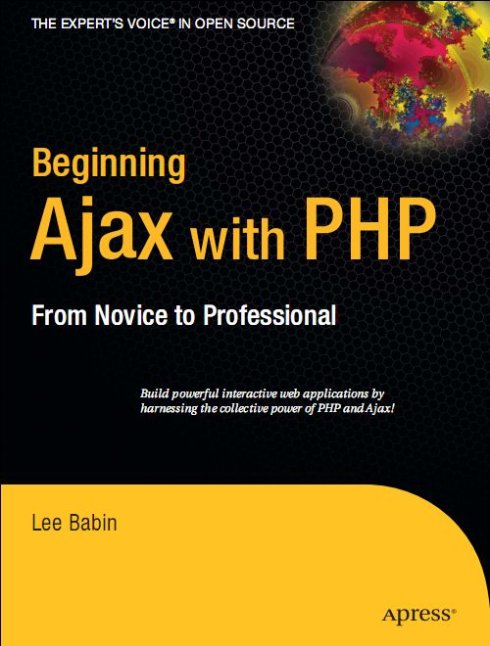 THE EXPERT'S VOICE® IN OPEN SOURCE
Beginning
Ajax with PHP
From Novice to Professional
Build powerful interactive web applications by
harnessing the collective power of PHP and Ajax!
Lee Babin
Apress®